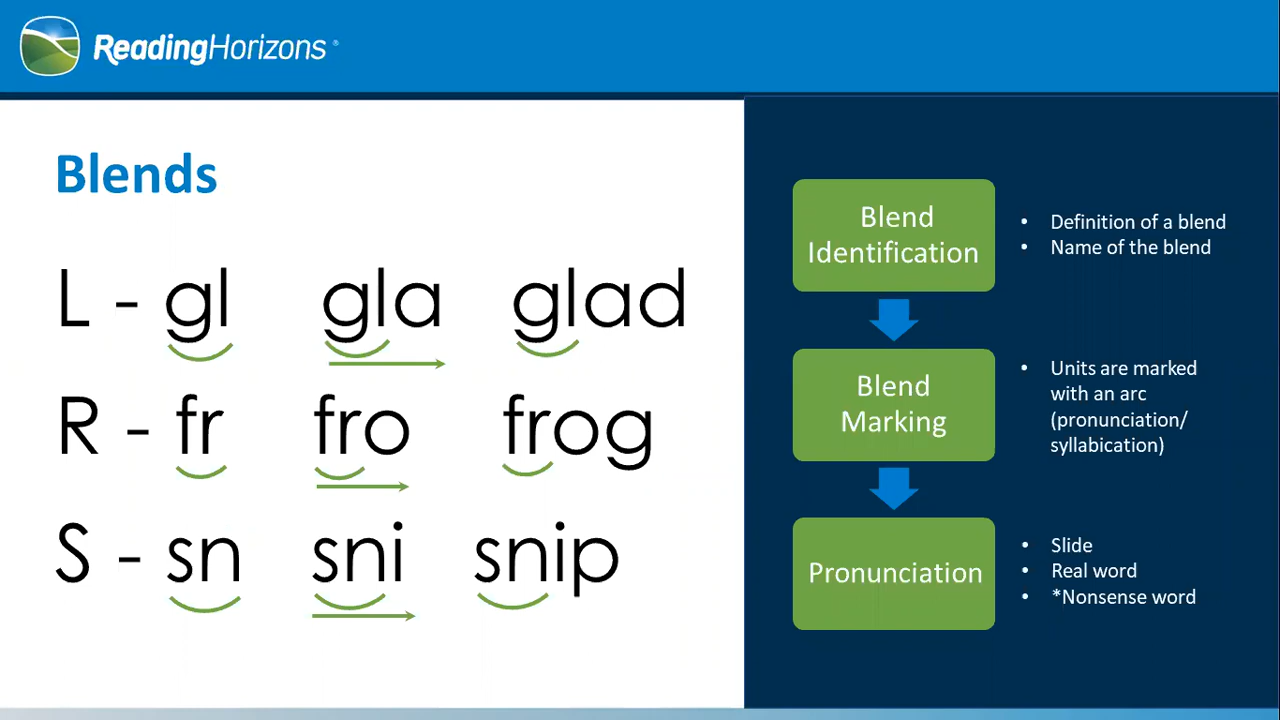 ReadingHorizons®
Blends
L - gl gla glad
R - fr fro frog
S - sn sni snip
Blend
Identification
• Definition of a blend
• Name of the blend
Blend
Marking
• Units are marked
with an arc
(pronunciation/
syllabication)
Pronunciation
• Slide
• Real word
• *Nonsense word